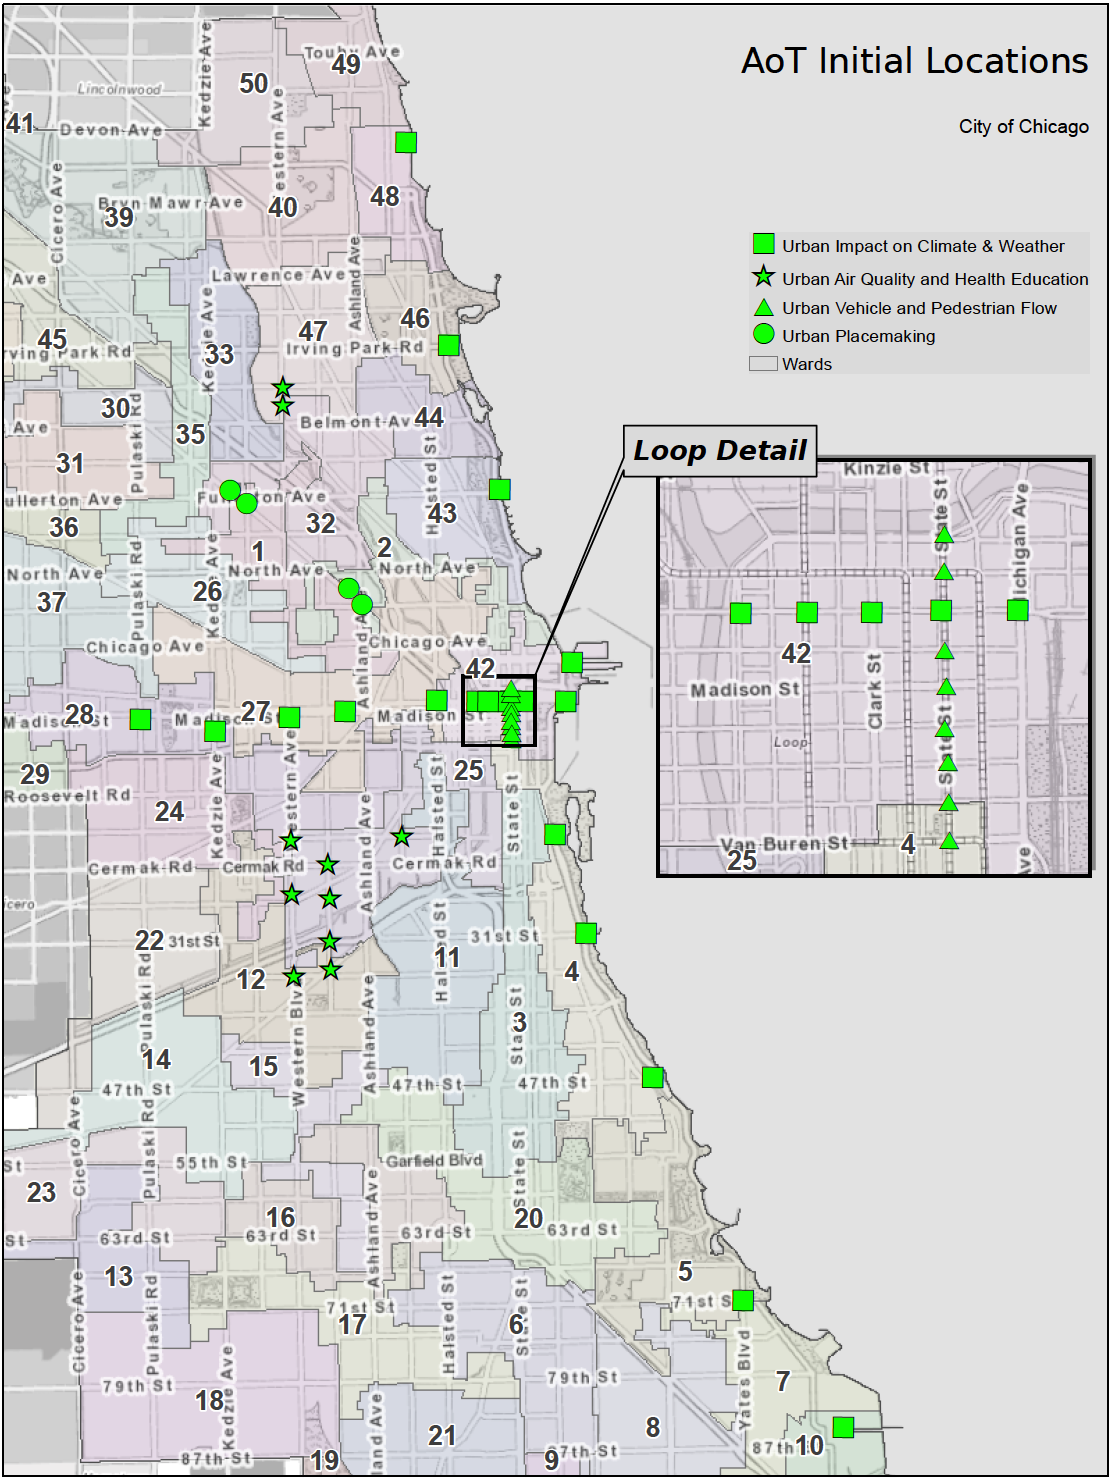 AoT Initial Locations
City of Chicago
Urban Impact on Climate & Weather
Urban Air Quality and Health Education
Urban Vehicle and Pedestrian Flow
Urban Placemaking
Wards
Loop Detail
Kinzie St
State St
Michigan Ave
42
Madison St
Clark St
Loop
State St
Van Buren St
4
25
Ave
Touhy Ave
49
50
Kedzie Ave
Lincolnwood
41
Devon Ave
Western Ave
Cicero Ave
Bryn Mawr Ave
39
40
48
Lawrence Ave
Ashland Ave
Ave
45
Irving Park Rd
33
Kedzie Ave
47
Irving Park Rd
46
30
Ave
Pulaski Rd
35
Belmont Ave
44
31
Halsted St
Fullerton Ave
Fullerton Ave
36
32
43
1
2
North Ave
North Ave
North Ave
37
Pulaski Rd
26
Kedzie Ave
Chicago Ave
Chicago Ave
Ashland Ave
42
28
Madison St
Madison St
27
Madison St
29
Roosevelt Rd
24
Kedzie Ave
Western Ave
25
Halsted St
State St
Ashland Ave
Cermak Rd
Cermak Rd
Cermak Rd
Cicero
22
31st St
31st St
Halsted St
11
12
4
Pulaski Rd
Western Blvd
Ashland Ave
3
State St
14
15
47th St
47th St
47th St
Cicero Ave
Pulaski Rd
St
55th St
Garfield Blvd
State St
23
16
20
St
63rd St
63rd St
63rd St
63rd St
Ashland Ave
13
5
Cicero Ave
Pulaski Rd
71st St
71st St
17
Halsted St
6
State St
Yates Blvd
79th St
79th St
7
18
Kedzie Ave
21
8
87th St
10
87th St
19
9
87th St